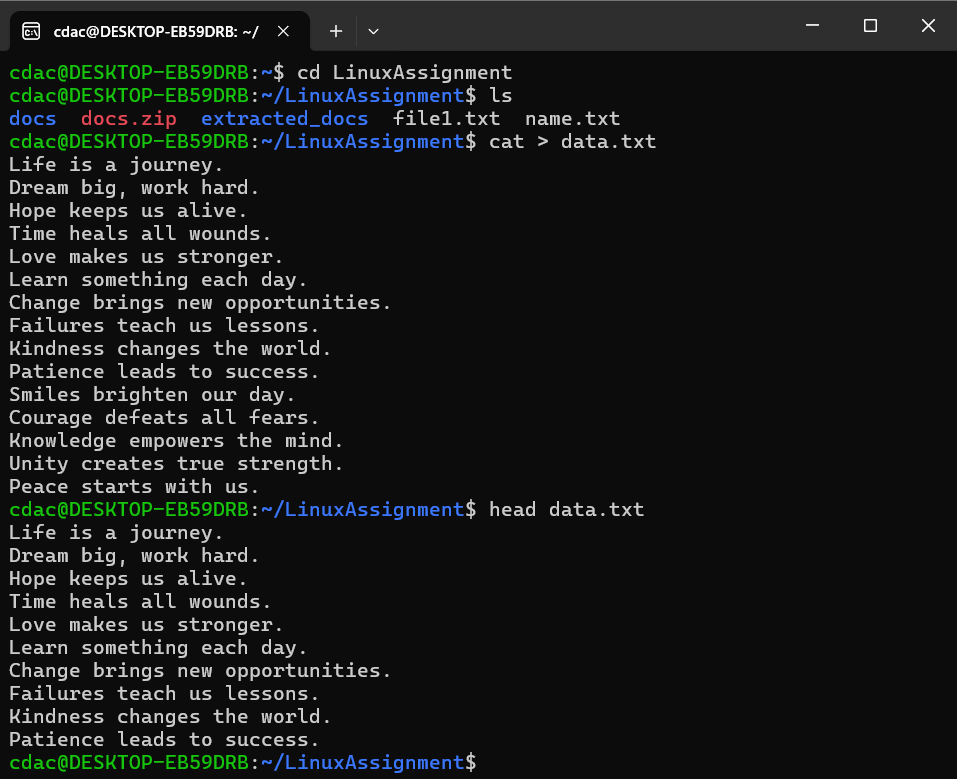 cdac@DESKTOP-EB59DRB: ~/
cdac@DESKTOP-EB59DRB:~$ cd LinuxAssignment
cdac@DESKTOP-EB59DRB:~/LinuxAssignment$ ls
docs  docs.zip  extracted_docs  file1.txt  name.txt
cdac@DESKTOP-EB59DRB:~/LinuxAssignment$ cat > data.txt
Life is a journey.
Dream big, work hard.
Hope keeps us alive.
Time heals all wounds.
Love makes us stronger.
Learn something each day.
Change brings new opportunities.
Failures teach us lessons.
Kindness changes the world.
Patience leads to success.
Smiles brighten our day.
Courage defeats all fears.
Knowledge empowers the mind.
Unity creates true strength.
Peace starts with us.
cdac@DESKTOP-EB59DRB:~/LinuxAssignment$ head data.txt
Life is a journey.
Dream big, work hard.
Hope keeps us alive.
Time heals all wounds.
Love makes us stronger.
Learn something each day.
Change brings new opportunities.
Failures teach us lessons.
Kindness changes the world.
Patience leads to success.
cdac@DESKTOP-EB59DRB:~/LinuxAssignment$